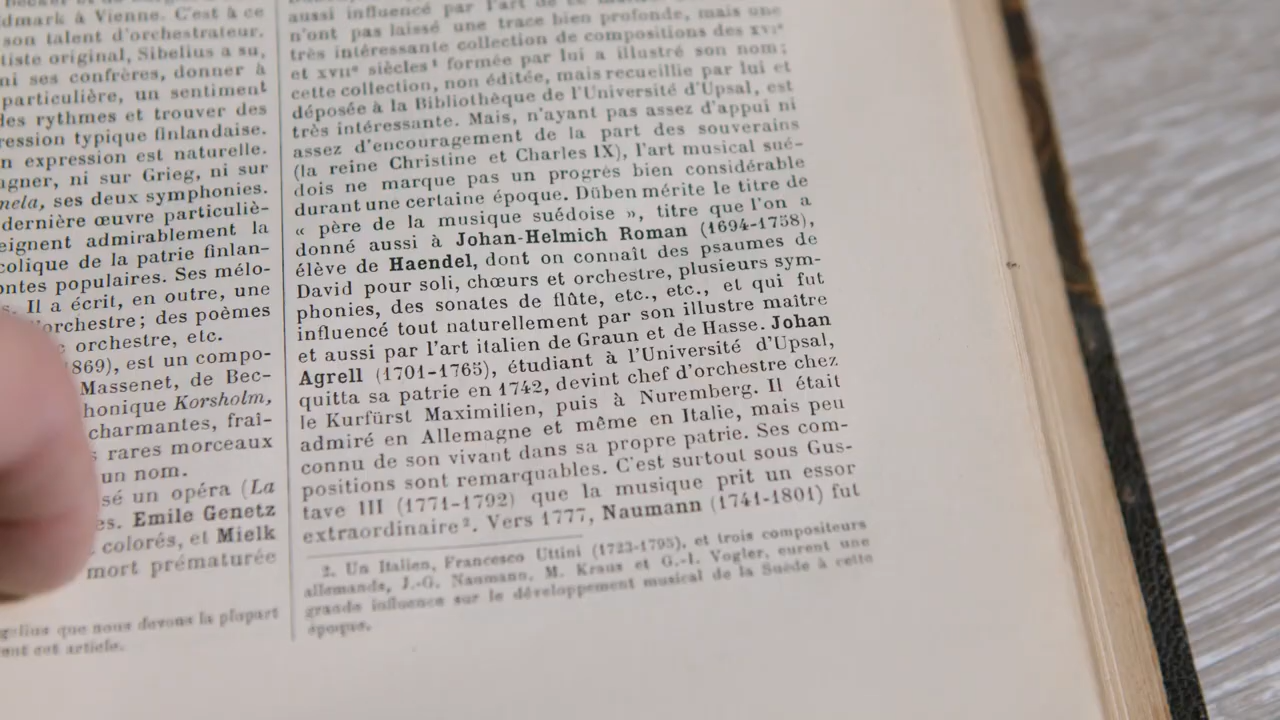 dmark à Vienne. C'est à ce
son talent d'orchestrateur.
tiste original, Sibelius a su,
ni ses confrères, donner à
particulière, un sentiment
des rythmes et trouver des
ression typique finlandaise.
n expression est naturelle.
agner, ni sur Grieg, ni sur
nela, ses deux symphonies.
dernière œuvre particuliè-
eignent admirablement la
colique de la patrie finlan-
ontes populaires. Ses mélo-
s. Il a écrit, en outre, une
orchestre; des poèmes
orchestre, etc.
869), est un compo-
Massenet, de Bec-
honique Korsholm,
charmantes, fraî-
rares morceaux
un nom.
sé un opéra (La
es. Emile Genetz
colorés, et Mielk
mort prématurée
gelius que nous devons la plupart
ent cet article.
aussi influencé par l'art de
n'ont pas laissé une trace bien profonde, mais une
très intéressante collection de compositions des XVIe
et XVIIe siècles¹ formée par lui a illustré son nom;
cette collection, non éditée, mais recueillie par lui et
déposée à la Bibliothèque de l'Université d'Upsal, est
très intéressante. Mais, n'ayant pas assez d'appui ni
assez d'encouragement de la part des souverains
(la reine Christine et Charles IX), l'art musical sué-
dois ne marque pas un progrès bien considérable
durant une certaine époque. Düben mérite le titre de
« père de la musique suédoise », titre que l'on a
donné aussi à Johan-Helmich Roman (1694-1758),
élève de Haendel, dont on connaît des psaumes de
David pour soli, chœurs et orchestre, plusieurs sym-
phonies, des sonates de flûte, etc., etc., et qui fut
influencé tout naturellement par son illustre maître
et aussi par l'art italien de Graun et de Hasse. Johan
Agrell (1701-1765), étudiant à l'Université d'Upsal,
quitta sa patrie en 1742, devint chef d'orchestre chez
le Kurfürst Maximilien, puis à Nuremberg. Il était
admiré en Allemagne et même en Italie, mais peu
connu de son vivant dans sa propre patrie. Ses com-
positions sont remarquables. C'est surtout sous Gus-
tave III (1771-1792) que la musique prit un essor
extraordinaire². Vers 1777, Naumann (1741-1801) fut
2. Un Italien, Francesco Uttini (1723-1795), et trois compositeurs
allemands, J.-G. Naumann, M. Kraus et G.-J. Vogler, eurent une
grande influence sur le développement musical de la Suède à cette
époque.